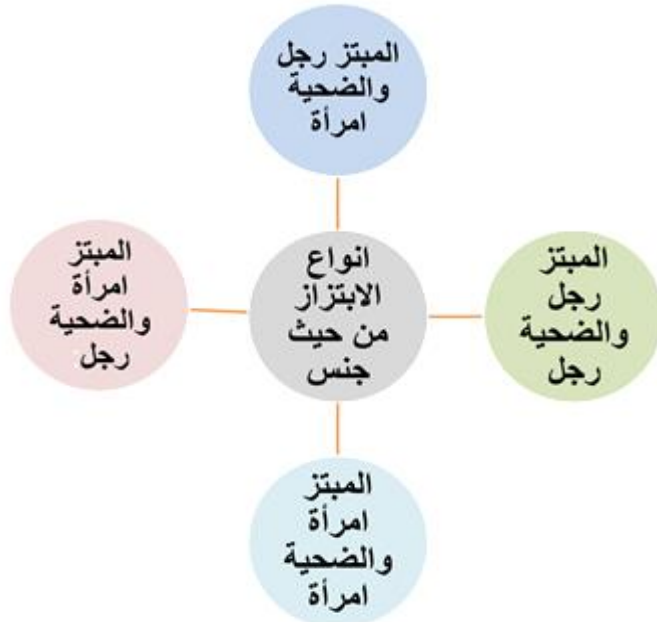 المبتز رجل
والضحية
امرأة
المبتز
رجل
والضحية
رجل
انواع
الابتزاز
من حيث
جنس
المبتز
امرأة
والضحية
رجل
المبتز
امرأة
والضحية
امرأة